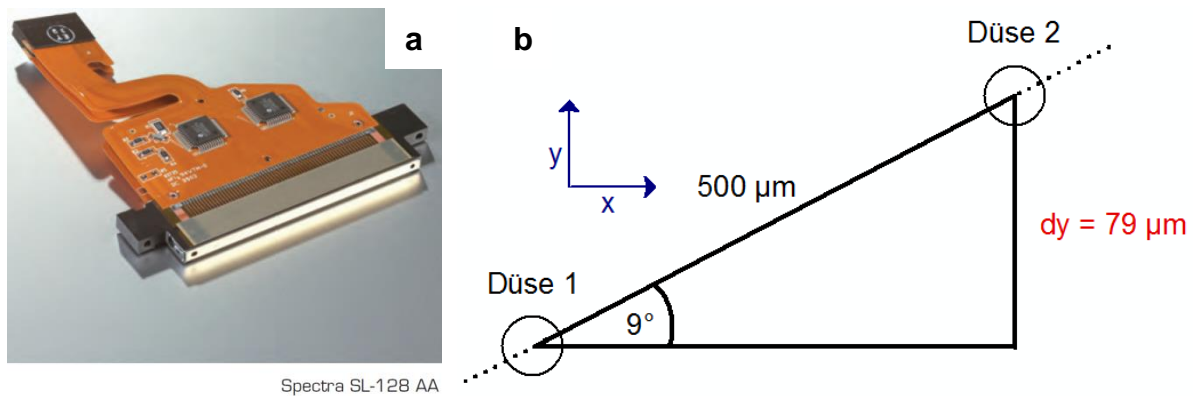 a
b
Düse 2
y
x
500 µm
dy = 79 µm
Düse 1
9°
Spectra SL-128 AA